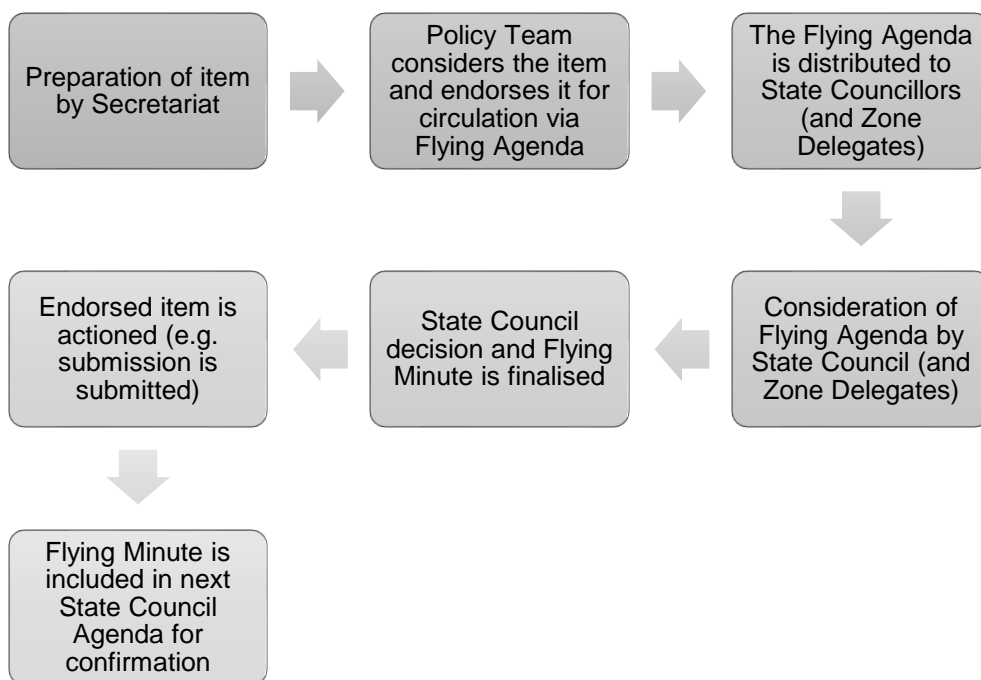 Preparation of item
by Secretariat
Policy Team
considers the item
and endorses it for
circulation via
Flying Agenda
The Flying Agenda
is distributed to
State Councillors
(and Zone
Delegates)
Consideration of
Flying Agenda by
State Council (and
Zone Delegates)
State Council
decision and Flying
Minute is finalised
Endorsed item is
actioned (e.g.
submission is
submitted)
Flying Minute is
included in next
State Council
Agenda for
confirmation